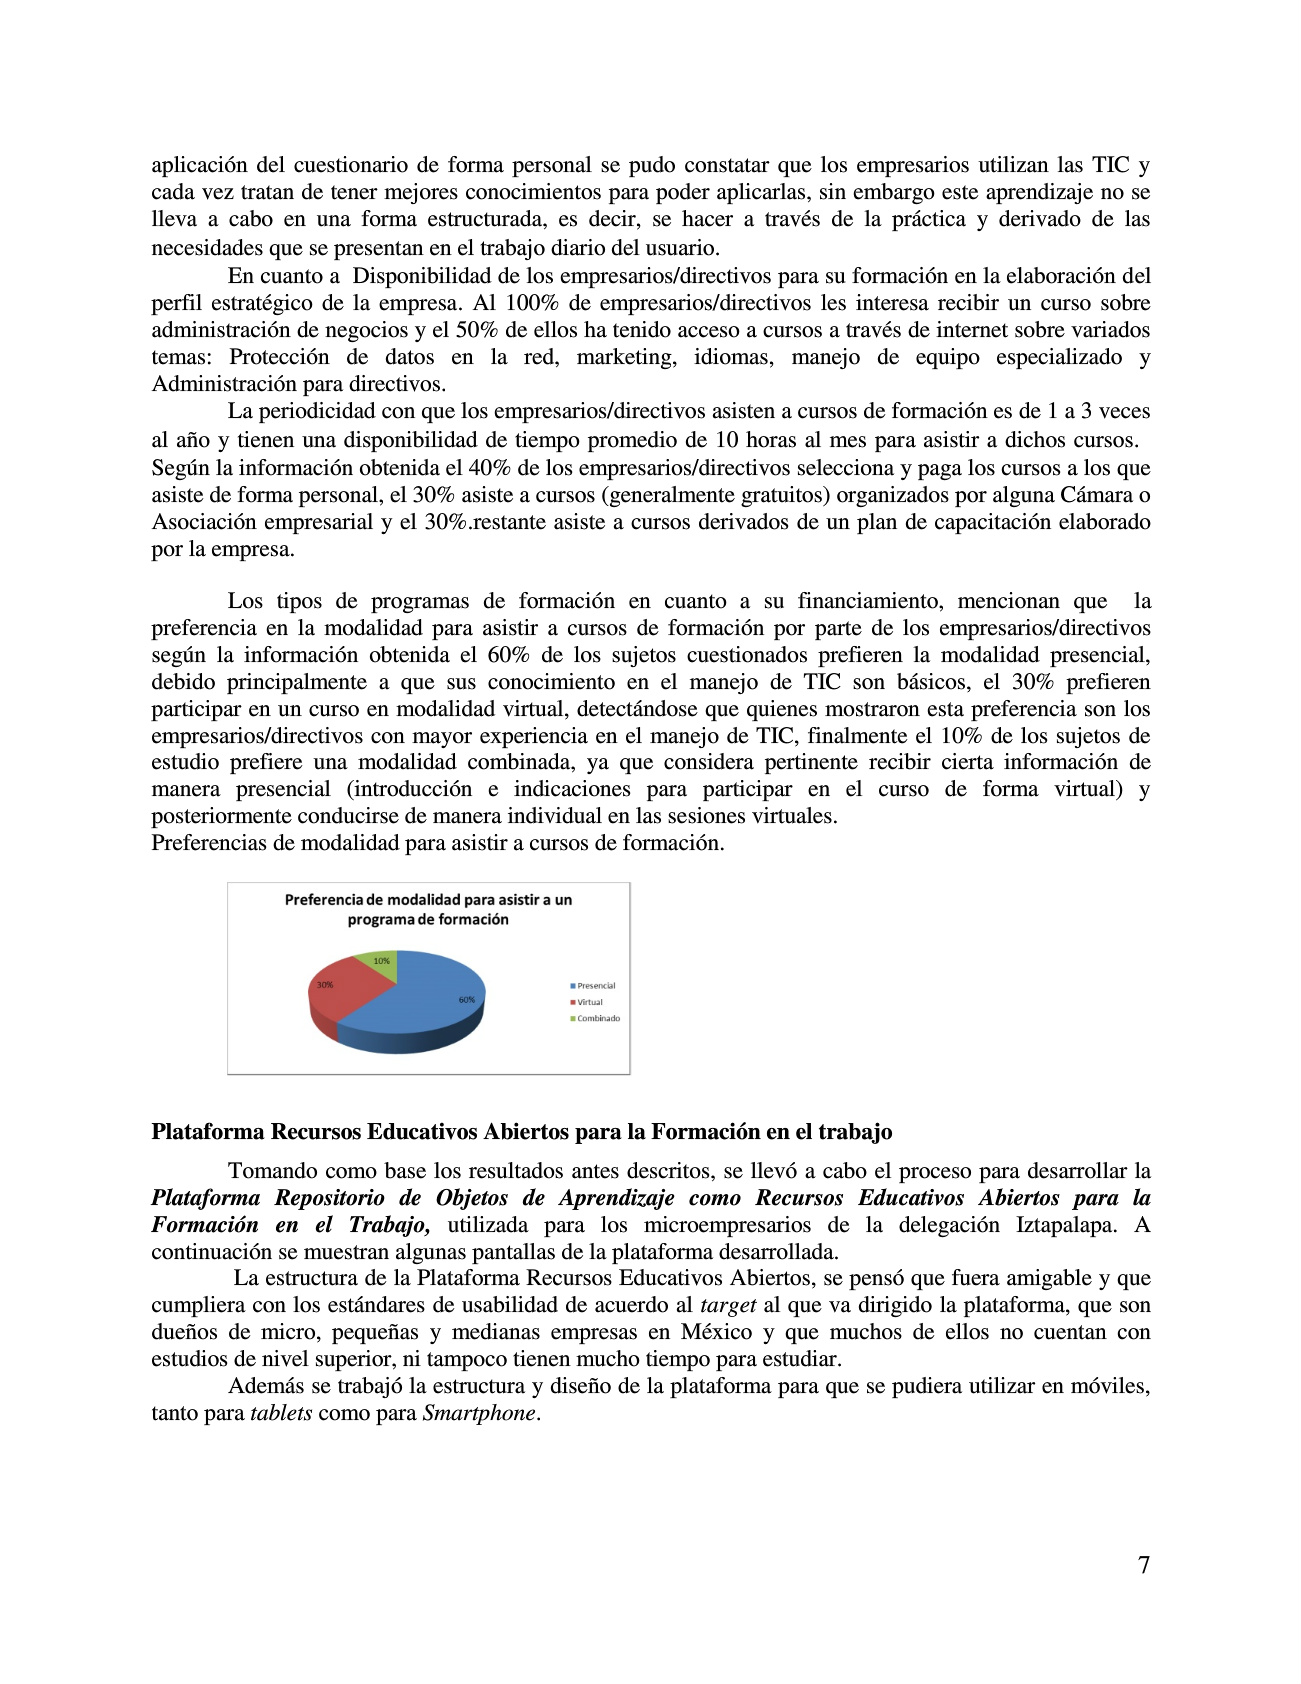 aplicación del cuestionario de forma personal se pudo constatar que los empresarios utilizan las TIC y
cada vez tratan de tener mejores conocimientos para poder aplicarlas, sin embargo este aprendizaje no se
lleva a cabo en una forma estructurada, es decir, se hacer a través de la práctica y derivado de las
necesidades que se presentan en el trabajo diario del usuario.
En cuanto a  Disponibilidad de los empresarios/directivos para su formación en la elaboración del
perfil estratégico de la empresa. Al 100% de empresarios/directivos les interesa recibir un curso sobre
administración de negocios y el 50% de ellos ha tenido acceso a cursos a través de internet sobre variados
temas: Protección de datos en la red, marketing, idiomas, manejo de equipo especializado y
Administración para directivos.
La periodicidad con que los empresarios/directivos asisten a cursos de formación es de 1 a 3 veces
al año y tienen una disponibilidad de tiempo promedio de 10 horas al mes para asistir a dichos cursos.
Según la información obtenida el 40% de los empresarios/directivos selecciona y paga los cursos a los que
asiste de forma personal, el 30% asiste a cursos (generalmente gratuitos) organizados por alguna Cámara o
Asociación empresarial y el 30%.restante asiste a cursos derivados de un plan de capacitación elaborado
por la empresa.
Los tipos de programas de formación en cuanto a su financiamiento, mencionan que  la
preferencia en la modalidad para asistir a cursos de formación por parte de los empresarios/directivos
según la información obtenida el 60% de los sujetos cuestionados prefieren la modalidad presencial,
debido principalmente a que sus conocimiento en el manejo de TIC son básicos, el 30% prefieren
participar en un curso en modalidad virtual, detectándose que quienes mostraron esta preferencia son los
empresarios/directivos con mayor experiencia en el manejo de TIC, finalmente el 10% de los sujetos de
estudio prefiere una modalidad combinada, ya que considera pertinente recibir cierta información de
manera presencial (introducción e indicaciones para participar en el curso de forma virtual) y
posteriormente conducirse de manera individual en las sesiones virtuales.
Preferencias de modalidad para asistir a cursos de formación.
Preferencia de modalidad para asistir a un
programa de formación
10%
30%
60%
Presencial
Virtual
Combinado
Plataforma Recursos Educativos Abiertos para la Formación en el trabajo
Tomando como base los resultados antes descritos, se llevó a cabo el proceso para desarrollar la
Plataforma Repositorio de Objetos de Aprendizaje como Recursos Educativos Abiertos para la
Formación en el Trabajo, utilizada para los microempresarios de la delegación Iztapalapa. A
continuación se muestran algunas pantallas de la plataforma desarrollada.
La estructura de la Plataforma Recursos Educativos Abiertos, se pensó que fuera amigable y que
cumpliera con los estándares de usabilidad de acuerdo al target al que va dirigido la plataforma, que son
dueños de micro, pequeñas y medianas empresas en México y que muchos de ellos no cuentan con
estudios de nivel superior, ni tampoco tienen mucho tiempo para estudiar.
Además se trabajó la estructura y diseño de la plataforma para que se pudiera utilizar en móviles,
tanto para tablets como para Smartphone.
7